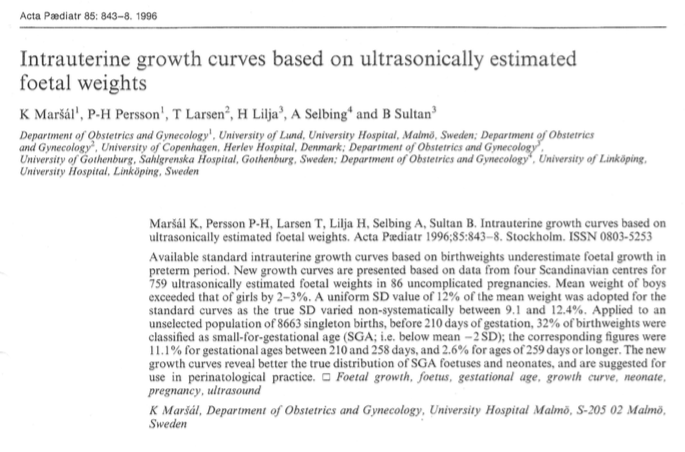 Acta Pædiatr 85: 843–8. 1996
Intrauterine growth curves based on ultrasonically estimated
foetal weights
K Maršál¹, P-H Persson¹, T Larsen², H Lilja³, A Selbing⁴ and B Sultan³
Department of Obstetrics and Gynecology¹, University of Lund, University Hospital, Malmö, Sweden; Department of Obstetrics
and Gynecology², University of Copenhagen, Herlev Hospital, Denmark; Department of Obstetrics and Gynecology³,
University of Gothenburg, Sahlgrenska Hospital, Gothenburg, Sweden; Department of Obstetrics and Gynecology⁴, University of Linköping,
University Hospital, Linköping, Sweden
Maršál K, Persson P-H, Larsen T, Lilja H, Selbing A, Sultan B. Intrauterine growth curves based on
ultrasonically estimated foetal weights. Acta Pædiatr 1996;85:843–8. Stockholm. ISSN 0803-5253
Available standard intrauterine growth curves based on birthweights underestimate foetal growth in
preterm period. New growth curves are presented based on data from four Scandinavian centres for
759 ultrasonically estimated foetal weights in 86 uncomplicated pregnancies. Mean weight of boys
exceeded that of girls by 2–3%. A uniform SD value of 12% of the mean weight was adopted for the
standard curves as the true SD varied non-systematically between 9.1 and 12.4%. Applied to an
unselected population of 8663 singleton births, before 210 days of gestation, 32% of birthweights were
classified as small-for-gestational age (SGA; i.e. below mean −2 SD); the corresponding figures were
11.1% for gestational ages between 210 and 258 days, and 2.6% for ages of 259 days or longer. The new
growth curves reveal better the true distribution of SGA foetuses and neonates, and are suggested for
use in perinatological practice. □ Foetal growth, foetus, gestational age, growth curve, neonate,
pregnancy, ultrasound
K Maršál, Department of Obstetrics and Gynecology, University Hospital Malmö, S-205 02 Malmö,
Sweden